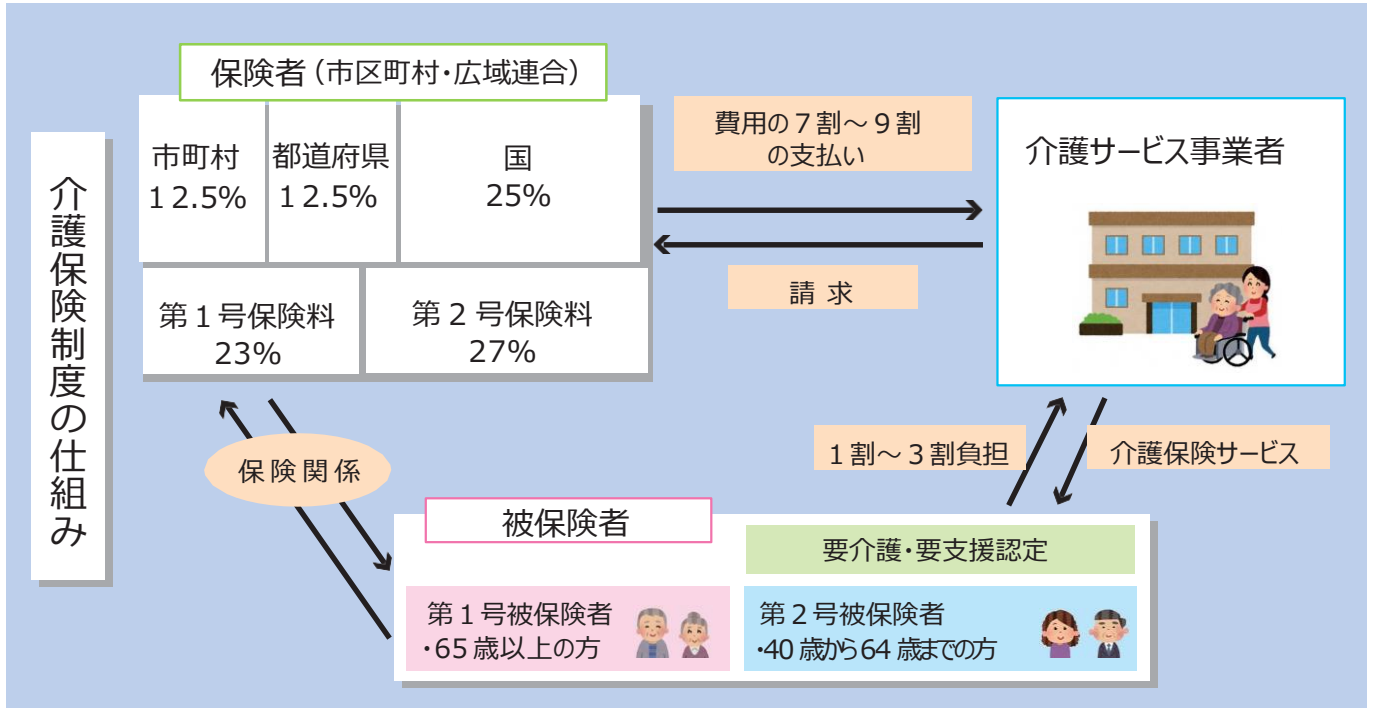 介護保険制度の仕組み
保険者（市区町村・広域連合）
市町村
１2.5%
都道府県
１2.5%
国
25%
第１号保険料
23%
第２号保険料
27%
費用の７割～９割
の支払い
請求
介護サービス事業者
保険関係
１割～３割負担
介護保険サービス
被保険者
要介護・要支援認定
第１号被保険者
・65歳以上の方
第２号被保険者
・40歳から64歳までの方